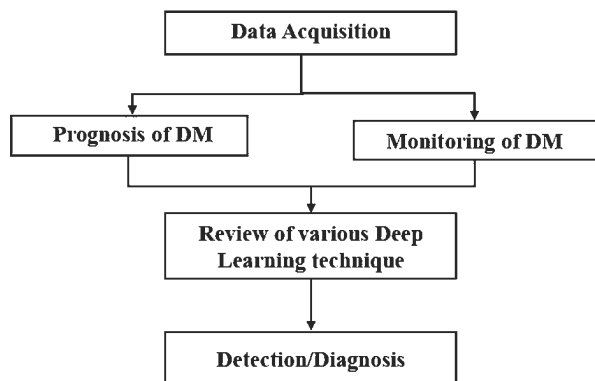 Data Acquisition
Prognosis of DM
Monitoring of DM
Review of various Deep
Learning technique
Detection/Diagnosis